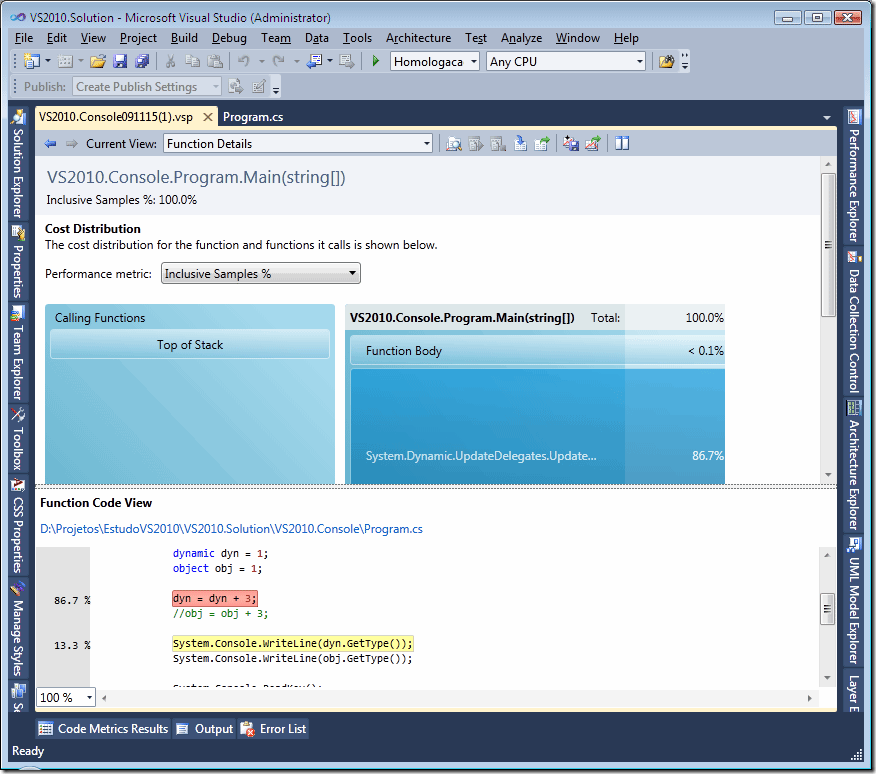 VS2010.Solution - Microsoft Visual Studio (Administrator)
File Edit View Project Build Debug Team Data Tools Architecture Test Analyze Window Help
Homologaca Any CPU
Publish: Create Publish Settings
VS2010.Console091115(1).vsp Program.cs
Current View: Function Details
VS2010.Console.Program.Main(string[])
Inclusive Samples %: 100.0%
Cost Distribution
The cost distribution for the function and functions it calls is shown below.
Performance metric: Inclusive Samples %
Calling Functions
Top of Stack
VS2010.Console.Program.Main(string[]) Total: 100.0%
Function Body < 0.1%
System.Dynamic.UpdateDelegates.Update... 86.7%
Function Code View
D:\Projetos\EstudoVS2010\VS2010.Solution\VS2010.Console\Program.cs
dynamic dyn = 1;
object obj = 1;
86.7 % dyn = dyn + 3;
//obj = obj + 3;
13.3 % System.Console.WriteLine(dyn.GetType());
System.Console.WriteLine(obj.GetType());
100 %
Solution Explorer
Properties
Team Explorer
Toolbox
CSS Properties
Manage Styles
Performance Explorer
Data Collection Control
Architecture Explorer
UML Model Explorer
Layer E
Code Metrics Results Output Error List
Ready